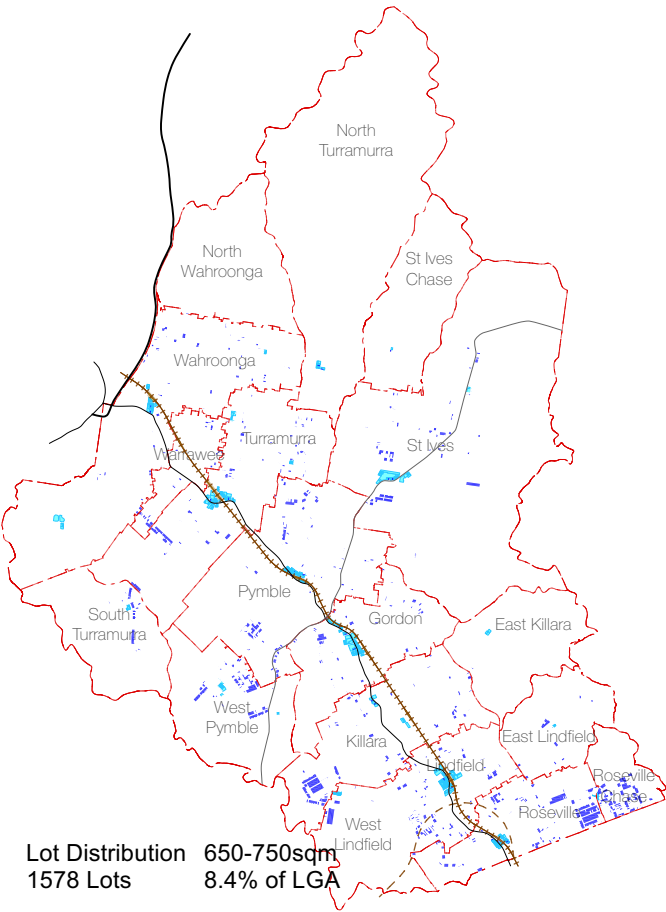 North
Turramurra
North
Wahroonga
St Ives
Chase
Wahroonga
Turramurra
St Ives
Warrawee
Pymble
Gordon
South
Turramurra
East Killara
West
Pymble
Killara
East Lindfield
Lindfield
Roseville
Chase
Roseville
West
Lindfield
Lot Distribution 650-750sqm
1578 Lots 8.4% of LGA